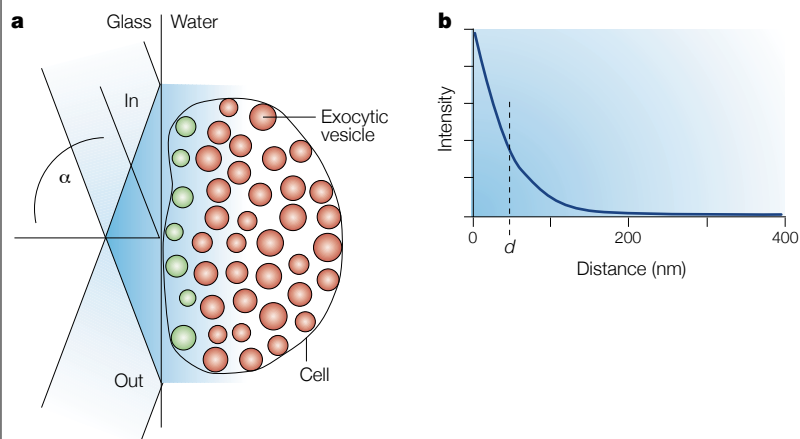 a
Glass
Water
In
Exocytic
vesicle
α
Out
Cell
b
Intensity
0
d
200
400
Distance (nm)